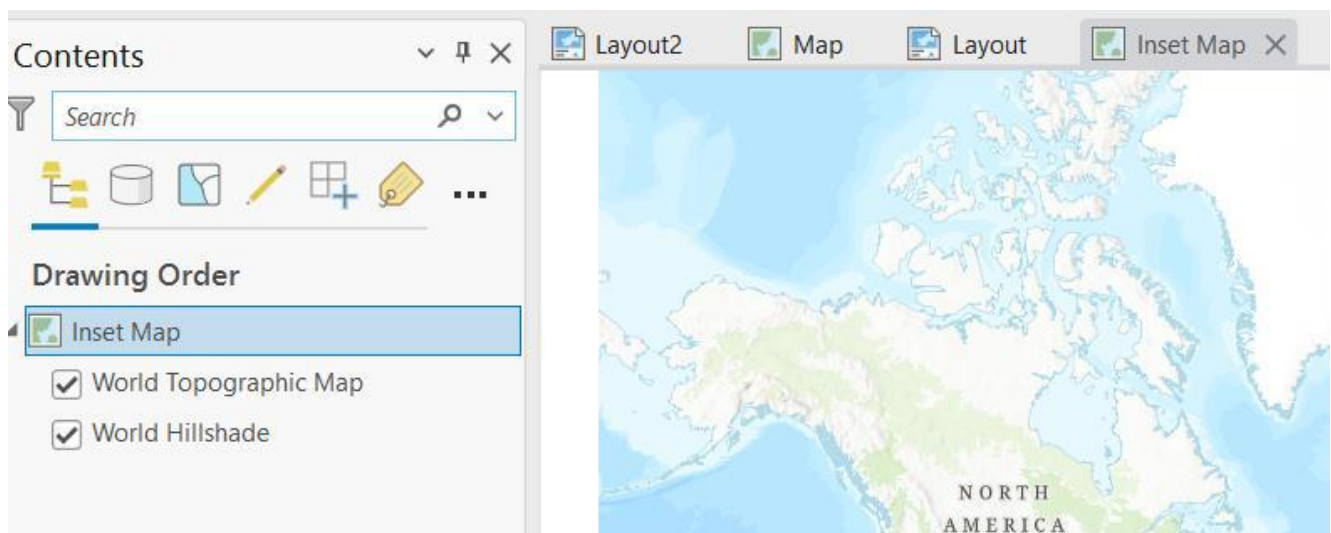 Contents
Layout2 Map Layout Inset Map
Search
Drawing Order
Inset Map
World Topographic Map
World Hillshade
NORTH
AMERICA